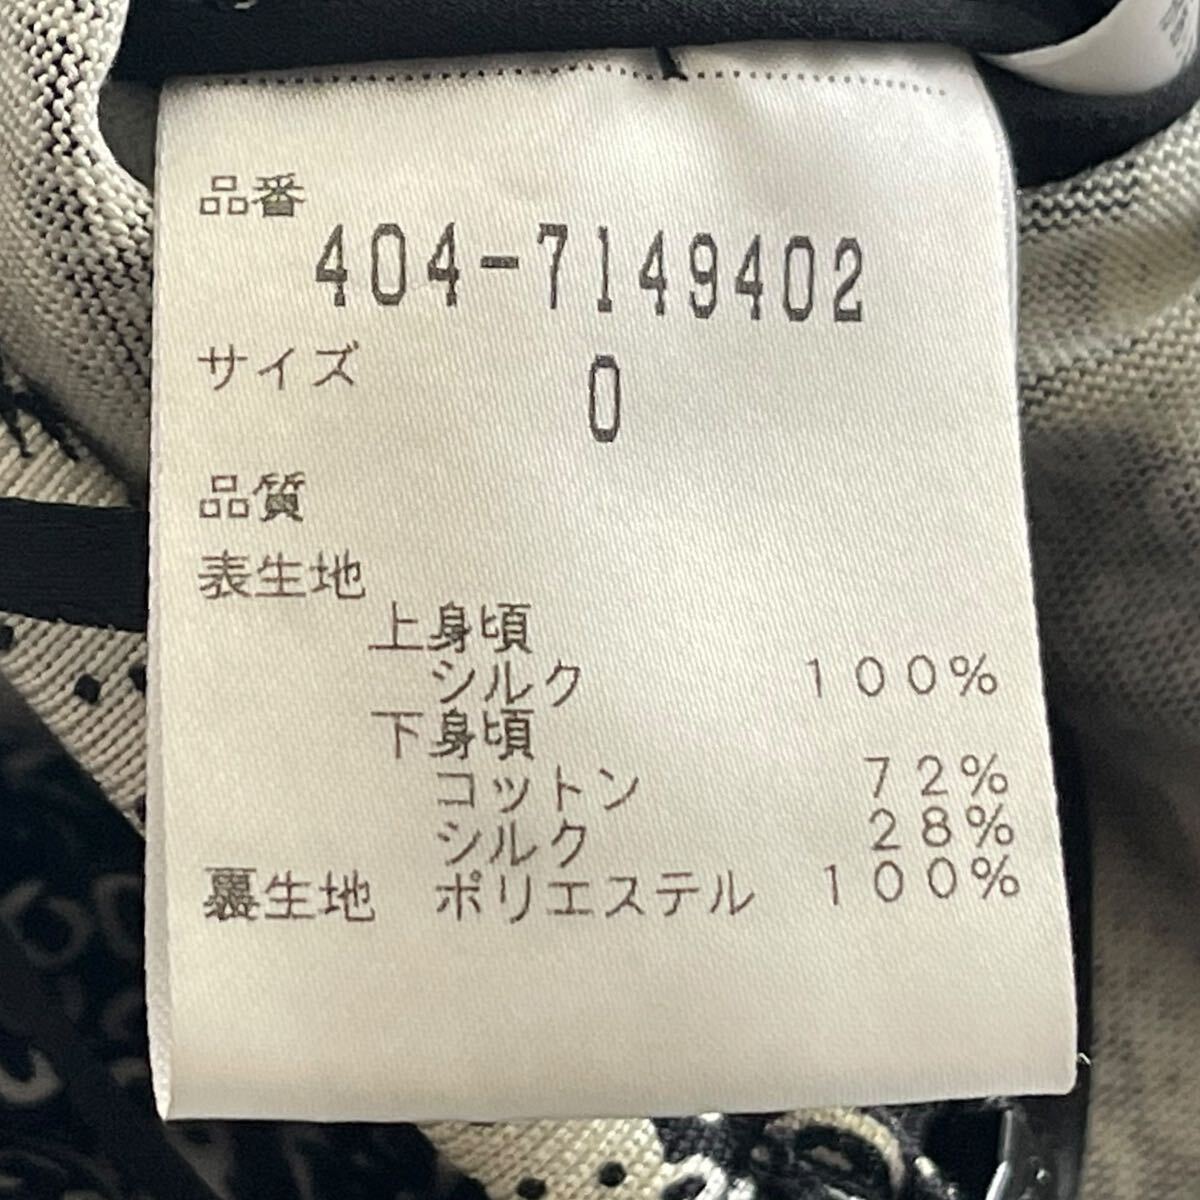 品番
404-7149402
サイズ
0
品質
表生地
上身頃
シルク 100%
下身頃
コットン 72%
シルク 28%
裏生地 ポリエステル 100%